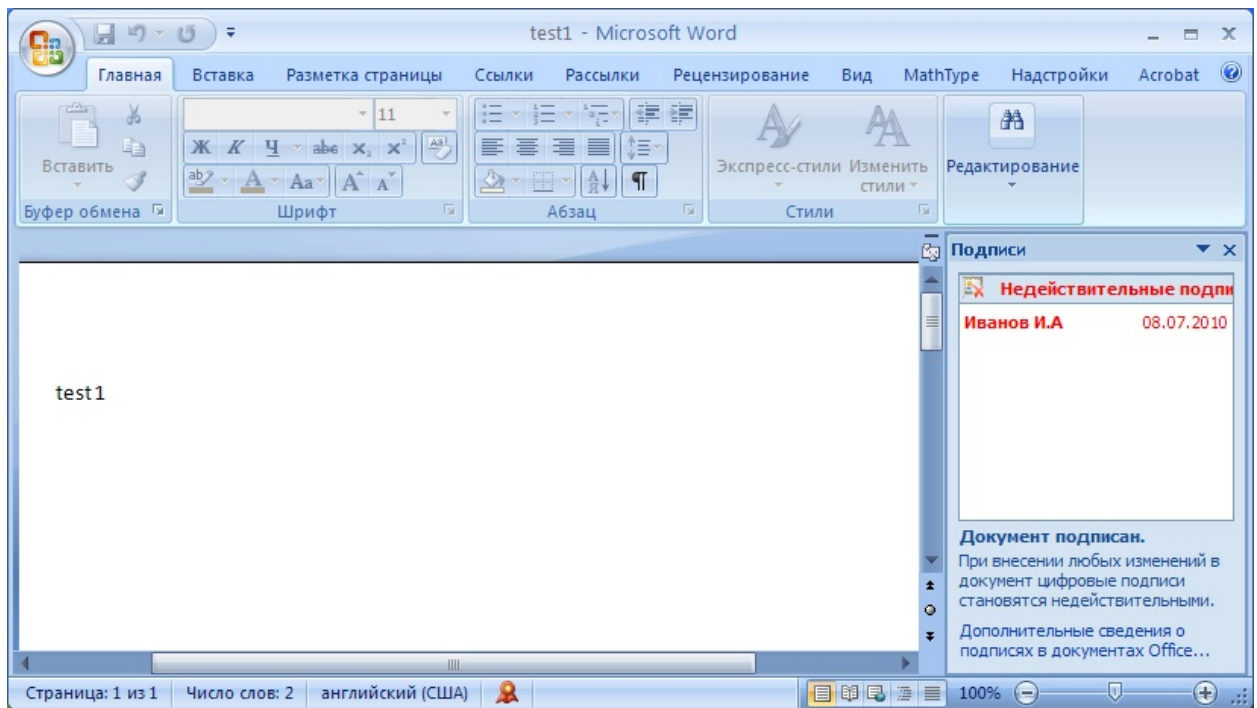 test1 - Microsoft Word
Главная Вставка Разметка страницы Ссылки Рассылки Рецензирование Вид MathType Надстройки Acrobat
11
Ж К Ч abc x₂ x² Aa
ab A Aa A A
Вставить
Экспресс-стили Изменить стили
Редактирование
Буфер обмена Шрифт Абзац Стили
Подписи
Недействительные подпи
Иванов И.А 08.07.2010
test1
Документ подписан.
При внесении любых изменений в
документ цифровые подписи
становятся недействительными.
Дополнительные сведения о
подписях в документах Office...
Страница: 1 из 1 Число слов: 2 английский (США) 100%